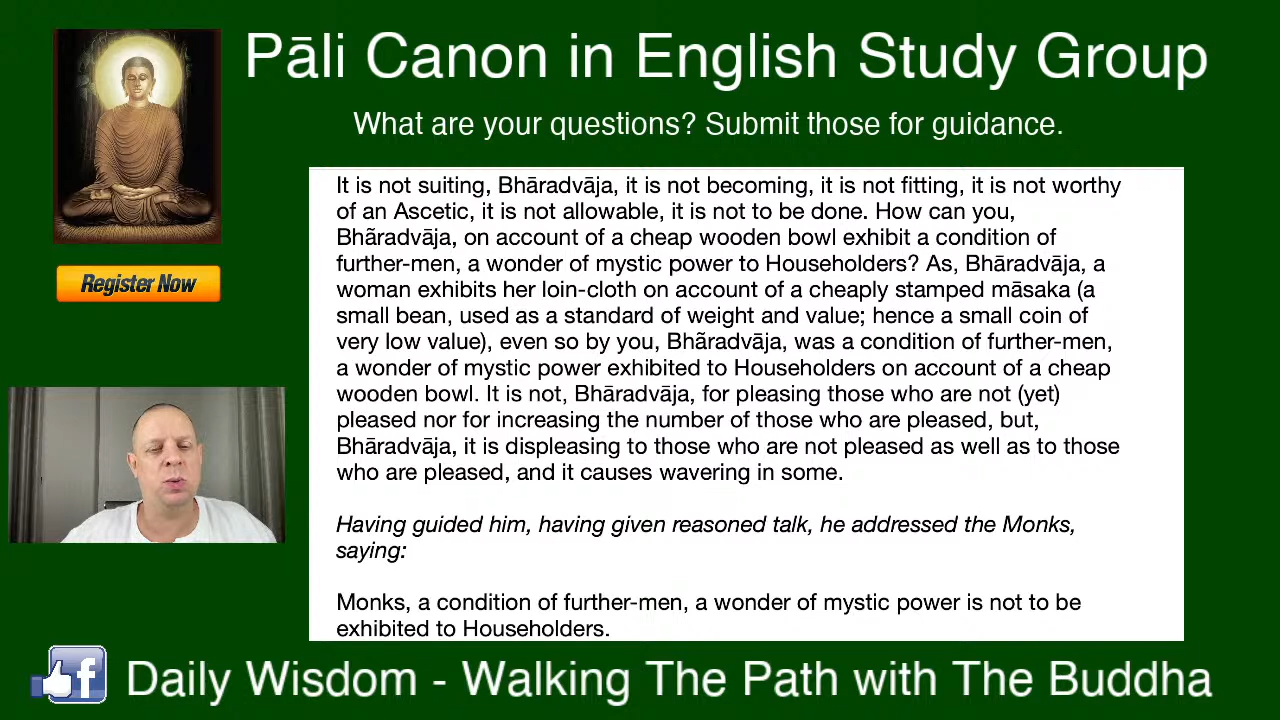 Pāli Canon in English Study Group
What are your questions? Submit those for guidance.
Register Now
It is not suiting, Bhāradvāja, it is not becoming, it is not fitting, it is not worthy
of an Ascetic, it is not allowable, it is not to be done. How can you,
Bhãradvāja, on account of a cheap wooden bowl exhibit a condition of
further-men, a wonder of mystic power to Householders? As, Bhāradvāja, a
woman exhibits her loin-cloth on account of a cheaply stamped māsaka (a
small bean, used as a standard of weight and value; hence a small coin of
very low value), even so by you, Bhãradvāja, was a condition of further-men,
a wonder of mystic power exhibited to Householders on account of a cheap
wooden bowl. It is not, Bhāradvāja, for pleasing those who are not (yet)
pleased nor for increasing the number of those who are pleased, but,
Bhāradvāja, it is displeasing to those who are not pleased as well as to those
who are pleased, and it causes wavering in some.
Having guided him, having given reasoned talk, he addressed the Monks,
saying:
Monks, a condition of further-men, a wonder of mystic power is not to be
exhibited to Householders.
f
Daily Wisdom - Walking The Path with The Buddha